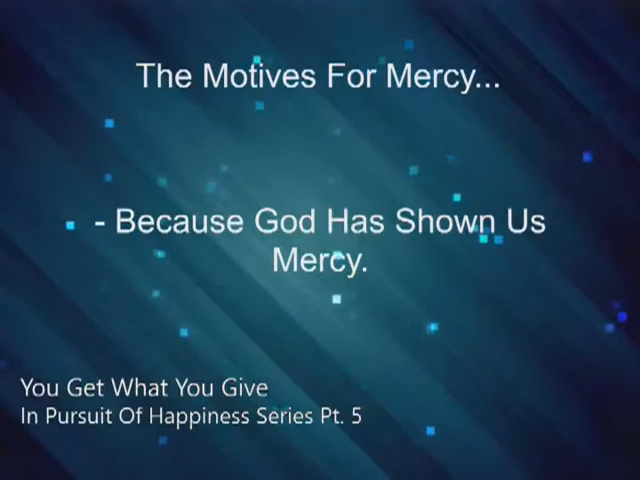 The Motives For Mercy...
- Because God Has Shown Us
Mercy.
You Get What You Give
In Pursuit Of Happiness Series Pt. 5